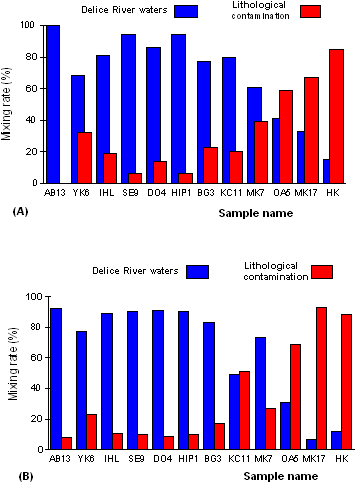 Delice River waters
Lithological
contamination
Mixing rate (%)
100
80
60
40
20
0
AB13 YK6 IHL SE9 DO4 HIP1 BG3 KC11 MK7 OA5 MK17 HK
(A) Sample name
Delice River waters
Lithological
contamination
Mixing rate (%)
100
80
60
40
20
0
AB13 YK6 IHL SE9 DO4 HIP1 BG3 KC11 MK7 OA5 MK17 HK
(B) Sample name